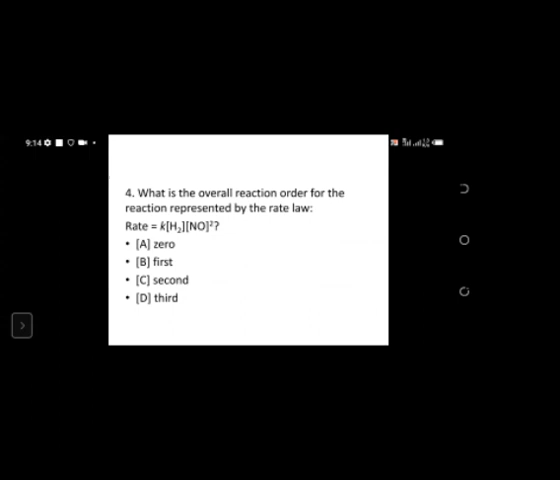 9:14
4. What is the overall reaction order for the
reaction represented by the rate law:
Rate = k[H₂][NO]²?
• [A] zero
• [B] first
• [C] second
• [D] third